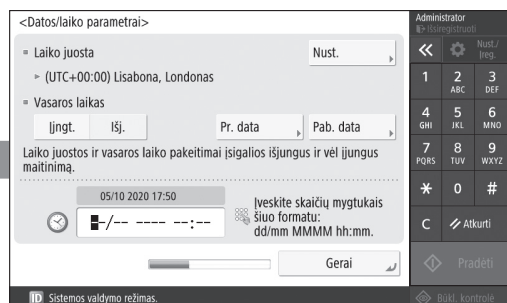 <Datos/laiko parametrai>
Administrator
Išsiregistruoti
Laiko juosta
Nust.
(UTC+00:00) Lisabona, Londonas
Vasaros laikas
Įjngt.
Išj.
Pr. data
Pab. data
Laiko juostos ir vasaros laiko pakeitimai įsigalios išjungus ir vėl įjungus
maitinimą.
05/10 2020 17:50
-/-- ---- --:--
Įveskite skaičių mygtukais
šiuo formatu:
dd/mm MMMM hh:mm.
Gerai
ID Sistemos valdymo režimas.
Nust./
Įreg.
1
2
ABC
3
DEF
4
GHI
5
JKL
6
MNO
7
PQRS
8
TUV
9
WXYZ
*
0
#
C
Atkurti
Pradėti
Būkl. kontrolė